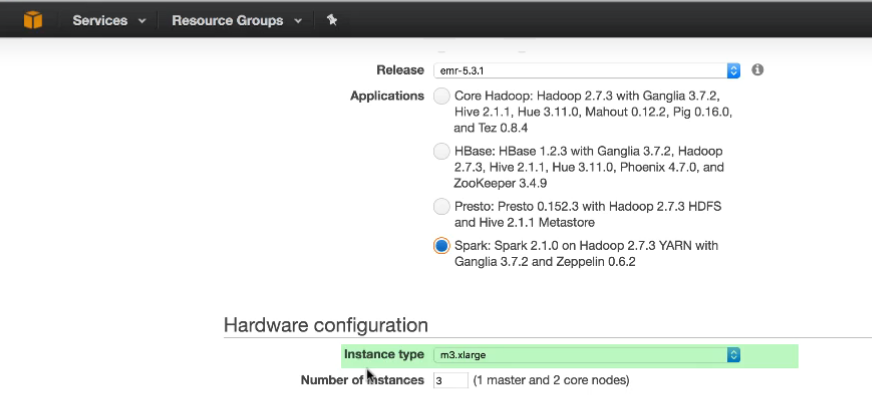 Services
Resource Groups
Release emr-5.3.1
Applications Core Hadoop: Hadoop 2.7.3 with Ganglia 3.7.2,
Hive 2.1.1, Hue 3.11.0, Mahout 0.12.2, Pig 0.16.0,
and Tez 0.8.4
HBase: HBase 1.2.3 with Ganglia 3.7.2, Hadoop
2.7.3, Hive 2.1.1, Hue 3.11.0, Phoenix 4.7.0, and
ZooKeeper 3.4.9
Presto: Presto 0.152.3 with Hadoop 2.7.3 HDFS
and Hive 2.1.1 Metastore
Spark: Spark 2.1.0 on Hadoop 2.7.3 YARN with
Ganglia 3.7.2 and Zeppelin 0.6.2
Hardware configuration
Instance type m3.xlarge
Number of instances 3 (1 master and 2 core nodes)